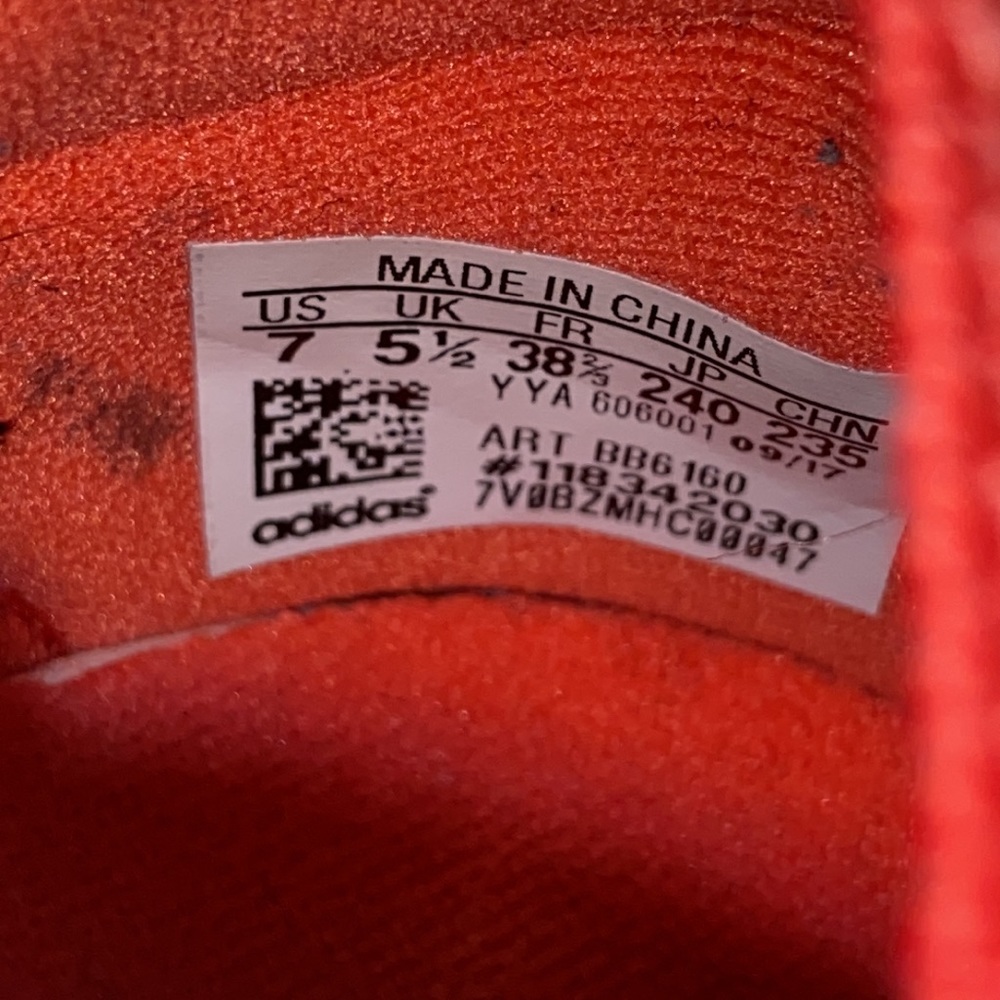 MADE IN CHINA
US UK FR JP CHN
7 5½ 38⅔ 240 235
YYA 606001 09/17
ART BB6160
#118342030
7V0BZMHC00047
adidas®